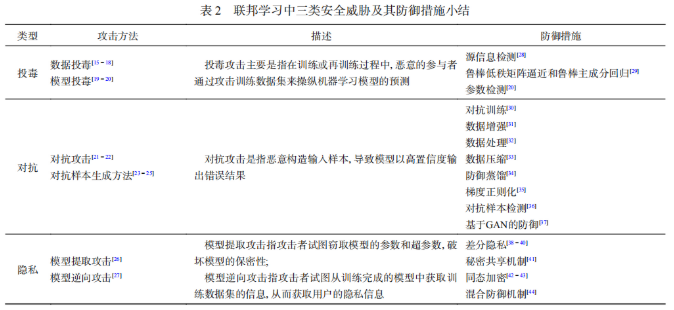 表 2 联邦学习中三类安全威胁及其防御措施小结
类型 攻击方法 描述 防御措施
投毒
数据投毒[15-18]
模型投毒[19-20]
投毒攻击主要是指在训练或再训练过程中,恶意的参与者
通过攻击训练数据集来操纵机器学习模型的预测
源信息检测[28]
鲁棒低秩矩阵逼近和鲁棒主成分回归[29]
参数检测[20]
对抗
对抗攻击[21-22]
对抗样本生成方法[23-25]
对抗攻击是指恶意构造输入样本,导致模型以高置信度输
出错误结果
对抗训练[30]
数据增强[31]
数据处理[32]
数据压缩[33]
防御蒸馏[34]
梯度正则化[35]
对抗样本检测[36]
基于GAN的防御[37]
隐私
模型提取攻击[26]
模型逆向攻击[27]
模型提取攻击指攻击者试图窃取模型的参数和超参数,破
坏模型的保密性;
模型逆向攻击指攻击者试图从训练完成的模型中获取训
练数据集的信息,从而获取用户的隐私信息
差分隐私[38-40]
秘密共享机制[41]
同态加密[42-43]
混合防御机制[44]